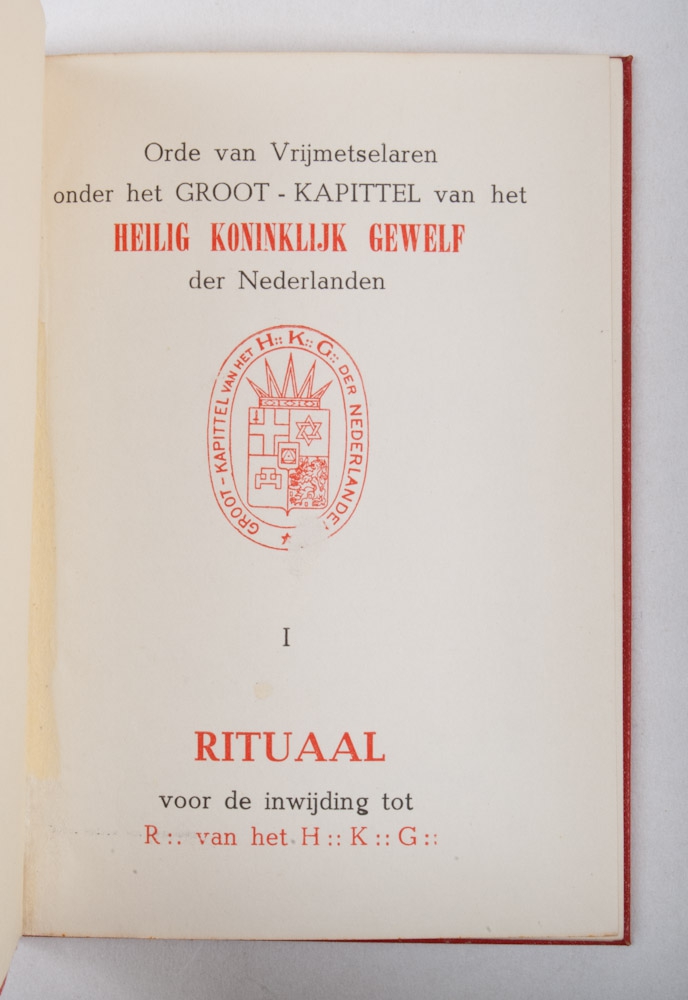 Orde van Vrijmetselaren
onder het GROOT - KAPITTEL van het
HEILIG KONINKLIJK GEWELF
der Nederlanden
GROOT-KAPITTEL VAN HET H:: K:: G:: DER NEDERLANDEN
I
RITUAAL
voor de inwijding tot
R:. van het H:: K:: G::